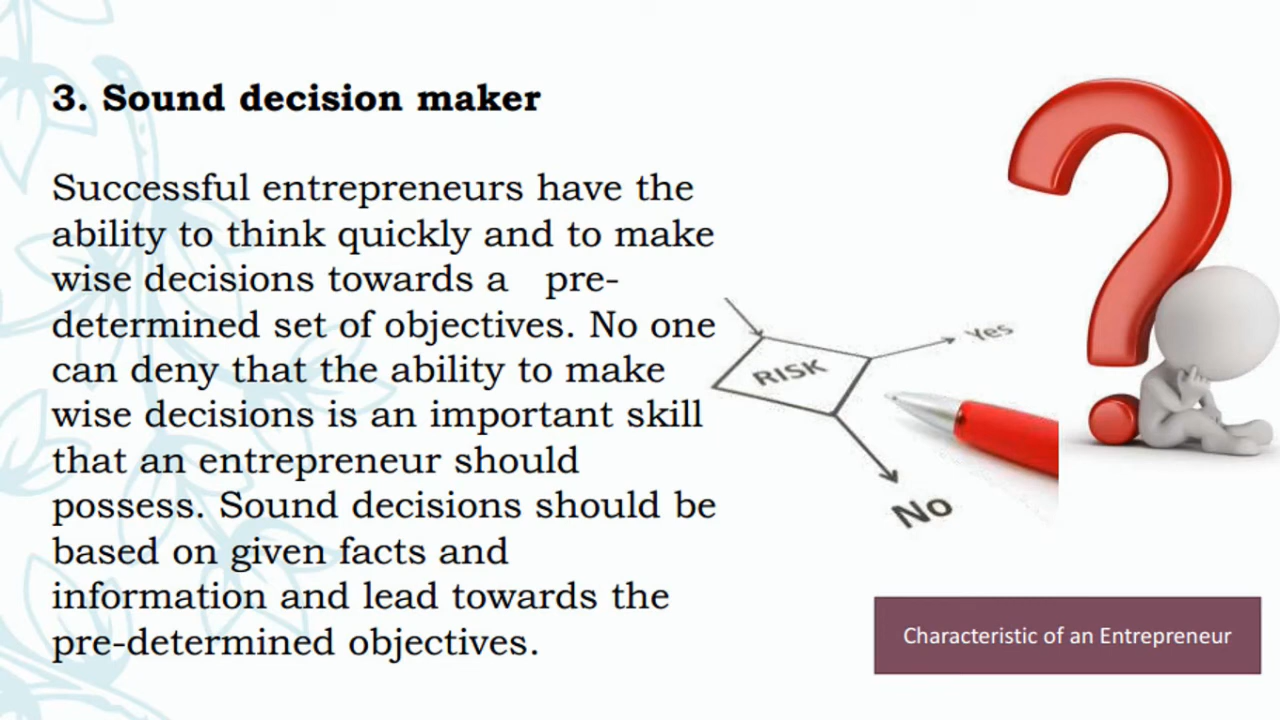 3. Sound decision maker
Successful entrepreneurs have the
ability to think quickly and to make
wise decisions towards a   pre-
determined set of objectives. No one
can deny that the ability to make
wise decisions is an important skill
that an entrepreneur should
possess. Sound decisions should be
based on given facts and
information and lead towards the
pre-determined objectives.
RISK
Yes
No
Characteristic of an Entrepreneur